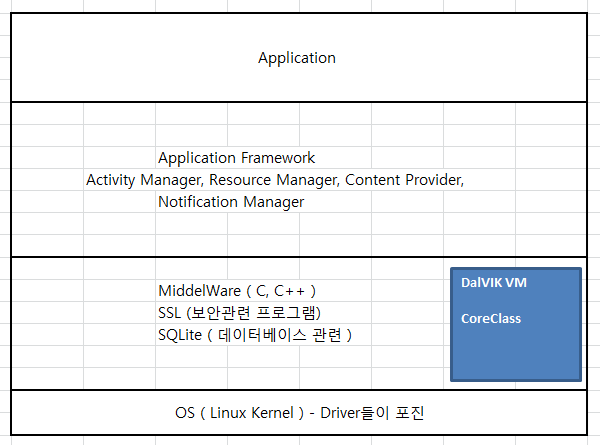 Application
Application Framework
Activity Manager, Resource Manager, Content Provider,
Notification Manager
MiddelWare ( C, C++ )
SSL (보안관련 프로그램)
SQLite ( 데이터베이스 관련 )
DalVIK VM
CoreClass
OS ( Linux Kernel ) - Driver들이 포진